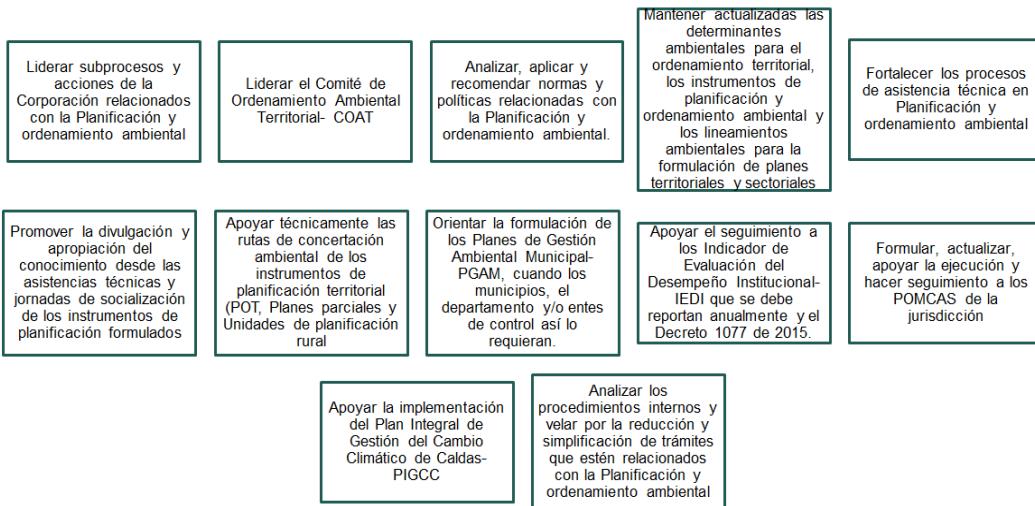 Liderar subprocesos y
acciones de la
Corporación relacionados
con la Planificación y
ordenamiento ambiental
Liderar el Comité de
Ordenamiento Ambiental
Territorial- COAT
Analizar, aplicar y
recomendar normas y
políticas relacionadas con
la Planificación y
ordenamiento ambiental.
Mantener actualizadas las
determinantes
ambientales para el
ordenamiento territorial,
los instrumentos de
planificación y
ordenamiento ambiental y
los lineamientos
ambientales para la
formulación de planes
territoriales y sectoriales
Fortalecer los procesos
de asistencia técnica en
Planificación y
ordenamiento ambiental
Promover la divulgación y
apropiación del
conocimiento desde las
asistencias técnicas y
jornadas de socialización
de los instrumentos de
planificación formulados
Apoyar técnicamente las
rutas de concertación
ambiental de los
instrumentos de
planificación territorial
(POT, Planes parciales y
Unidades de planificación
rural
Orientar la formulación de
los Planes de Gestión
Ambiental Municipal-
PGAM, cuando los
municipios, el
departamento y/o entes
de control así lo
requieran.
Apoyar el seguimiento a
los Indicador de
Evaluación del
Desempeño Institucional-
IEDI que se debe
reportan anualmente y el
Decreto 1077 de 2015.
Formular, actualizar,
apoyar la ejecución y
hacer seguimiento a los
POMCAS de la
jurisdicción
Apoyar la implementación
del Plan Integral de
Gestión del Cambio
Climático de Caldas-
PIGCC
Analizar los
procedimientos internos y
velar por la reducción y
simplificación de trámites
que estén relacionados
con la Planificación y
ordenamiento ambiental